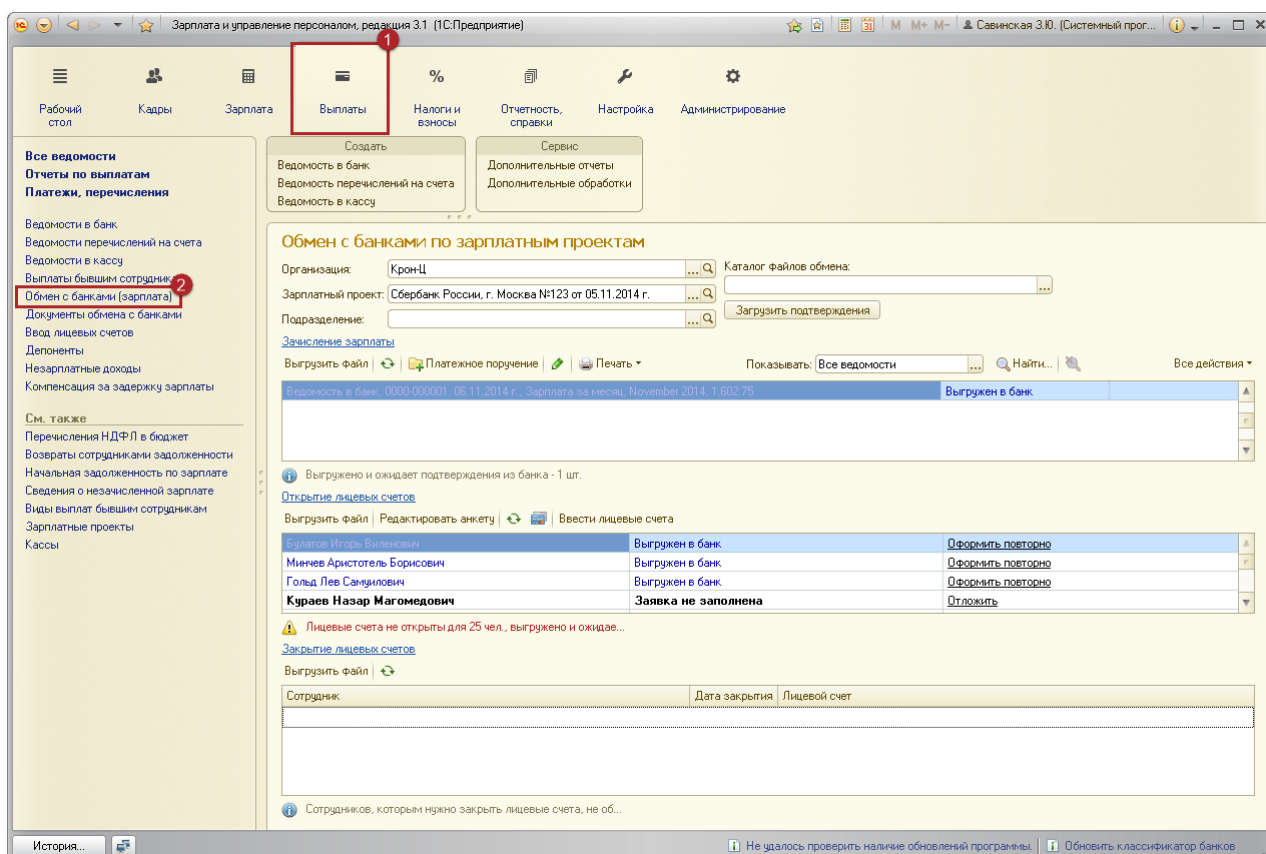 Зарплата и управление персоналом, редакция 3.1 (1С:Предприятие)
M M+ M- Савинская З.Ю. (Системный прог...
1
Рабочий стол
Кадры
Зарплата
Выплаты
%
Налоги и взносы
Отчетность, справки
Настройка
Администрирование
Все ведомости
Отчеты по выплатам
Платежи, перечисления
Ведомости в банк
Ведомости перечислений на счета
Ведомости в кассу
Выплаты бывшим сотрудник
2
Обмен с банками (зарплата)
Документы обмена с банками
Ввод лицевых счетов
Депоненты
Незарплатные доходы
Компенсация за задержку зарплаты
См. также
Перечисления НДФЛ в бюджет
Возвраты сотрудниками задолженности
Начальная задолженность по зарплате
Сведения о незачисленной зарплате
Виды выплат бывшим сотрудникам
Зарплатные проекты
Кассы
Создать
Ведомость в банк
Ведомость перечислений на счета
Ведомость в кассу
Сервис
Дополнительные отчеты
Дополнительные обработки
Обмен с банками по зарплатным проектам
Организация: Крон-Ц ...
Каталог файлов обмена:
...
Зарплатный проект: Сбербанк России, г. Москва №123 от 05.11.2014 г. ...
Загрузить подтверждения
Подразделение: ...
Зачисление зарплаты
Выгрузить файл Платежное поручение Печать Показывать: Все ведомости ... Найти... Все действия
Ведомость в банк, 0000-000001, 06.11.2014 г., Зарплата за месяц, November 2014, 1,602.75 Выгружен в банк
Выгружено и ожидает подтверждения из банка - 1 шт.
Открытие лицевых счетов
Выгрузить файл Редактировать анкету Ввести лицевые счета
Булатов Игорь Виленович Выгружен в банк Оформить повторно
Минчев Аристотель Борисович Выгружен в банк Оформить повторно
Гольд Лев Самуилович Выгружен в банк Оформить повторно
Кураев Назар Магомедович Заявка не заполнена Отложить
Лицевые счета не открыты для 25 чел., выгружено и ожидае...
Закрытие лицевых счетов
Выгрузить файл
Сотрудник Дата закрытия Лицевой счет
Сотрудников, которым нужно закрыть лицевые счета, не об...
История...
Не удалось проверить наличие обновлений программы. Обновить классификатор банков